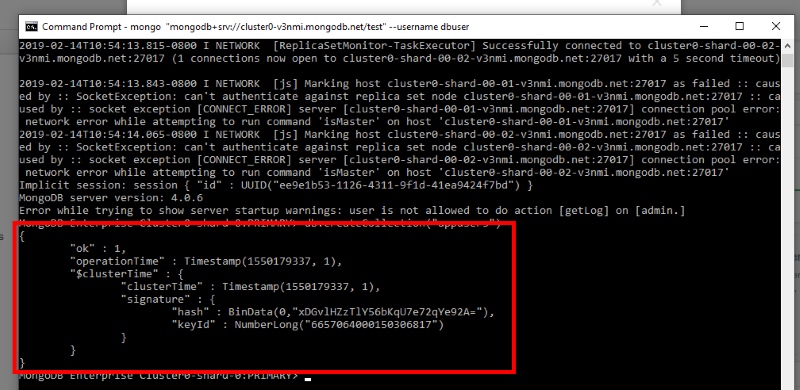 Command Prompt - mongo "mongodb+srv://cluster0-v3nmi.mongodb.net/test" --username dbuser
2019-02-14T10:54:13.815-0800 I NETWORK  [ReplicaSetMonitor-TaskExecutor] Successfully connected to cluster0-shard-00-02-
v3nmi.mongodb.net:27017 (1 connections now open to cluster0-shard-00-02-v3nmi.mongodb.net:27017 with a 5 second timeout)
2019-02-14T10:54:13.843-0800 I NETWORK  [js] Marking host cluster0-shard-00-01-v3nmi.mongodb.net:27017 as failed :: caus
ed by :: SocketException: can't authenticate against replica set node cluster0-shard-00-01-v3nmi.mongodb.net:27017 :: ca
used by :: socket exception [CONNECT_ERROR] server [cluster0-shard-00-01-v3nmi.mongodb.net:27017] connection pool error:
 network error while attempting to run command 'isMaster' on host 'cluster0-shard-00-01-v3nmi.mongodb.net:27017'
2019-02-14T10:54:14.065-0800 I NETWORK  [js] Marking host cluster0-shard-00-02-v3nmi.mongodb.net:27017 as failed :: caus
ed by :: SocketException: can't authenticate against replica set node cluster0-shard-00-02-v3nmi.mongodb.net:27017 :: ca
used by :: socket exception [CONNECT_ERROR] server [cluster0-shard-00-02-v3nmi.mongodb.net:27017] connection pool error:
 network error while attempting to run command 'isMaster' on host 'cluster0-shard-00-02-v3nmi.mongodb.net:27017'
Implicit session: session { "id" : UUID("ee9e1b53-1126-4311-9f1d-41ea9424f7bd") }
MongoDB server version: 4.0.6
Error while trying to show server startup warnings: user is not allowed to do action [getLog] on [admin.]
MongoDB Enterprise Cluster0-shard-0:PRIMARY> db.createCollection("appusers")
{
        "ok" : 1,
        "operationTime" : Timestamp(1550179337, 1),
        "$clusterTime" : {
                "clusterTime" : Timestamp(1550179337, 1),
                "signature" : {
                        "hash" : BinData(0,"xDGvlHZzTlY56bKqU7e72qYe92A="),
                        "keyId" : NumberLong("6657064000150306817")
                }
        }
}
MongoDB Enterprise Cluster0-shard-0:PRIMARY>